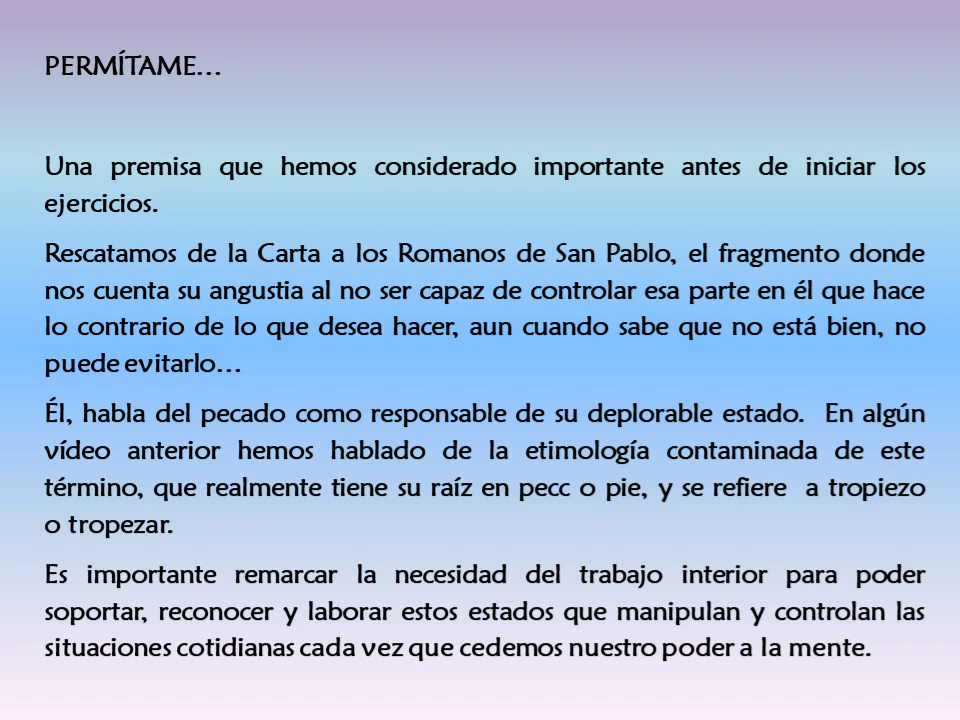 PERMÍTAME…
Una premisa que hemos considerado importante antes de iniciar los
ejercicios.
Rescatamos de la Carta a los Romanos de San Pablo, el fragmento donde
nos cuenta su angustia al no ser capaz de controlar esa parte en él que hace
lo contrario de lo que desea hacer, aun cuando sabe que no está bien, no
puede evitarlo…
Él, habla del pecado como responsable de su deplorable estado.  En algún
vídeo anterior hemos hablado de la etimología contaminada de este
término, que realmente tiene su raíz en pecc o pie, y se refiere  a tropiezo
o tropezar.
Es importante remarcar la necesidad del trabajo interior para poder
soportar, reconocer y laborar estos estados que manipulan y controlan las
situaciones cotidianas cada vez que cedemos nuestro poder a la mente.